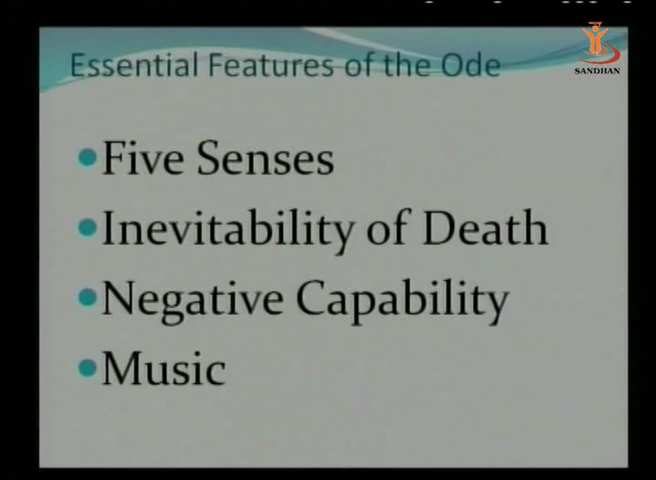 Essential Features of the Ode
SANDHAN
Five Senses
Inevitability of Death
Negative Capability
Music